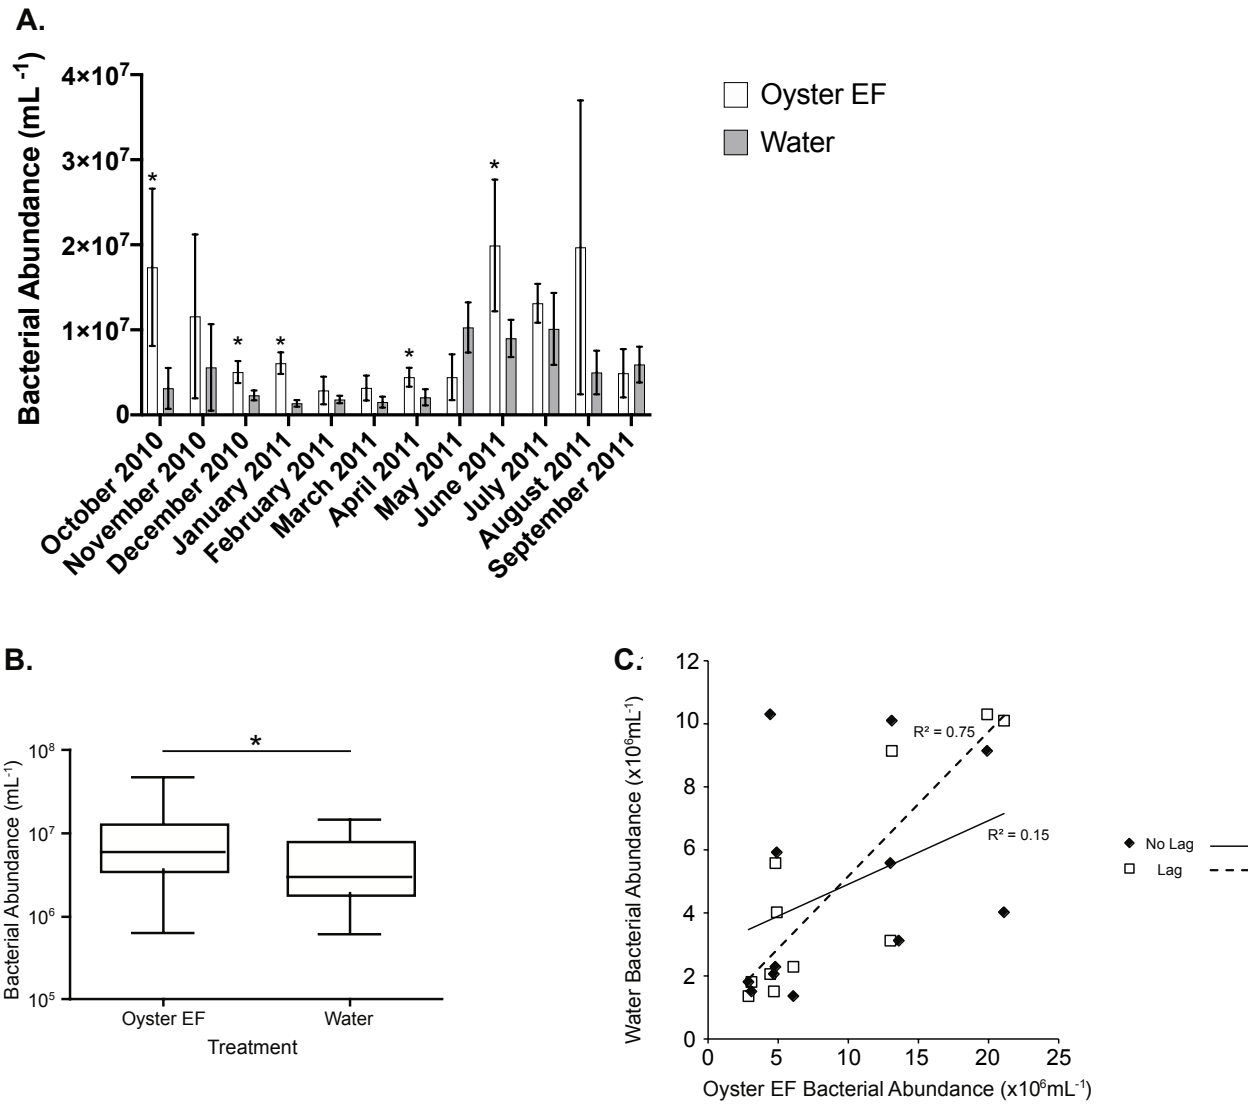 A.
Bacterial Abundance (mL -1)
4×10⁷
3×10⁷
2×10⁷
1×10⁷
0
*
*
*
*
*
Oyster EF
Water
October 2010
November 2010
December 2010
January 2011
February 2011
March 2011
April 2011
May 2011
June 2011
July 2011
August 2011
September 2011
B.
Bacterial Abundance (mL⁻¹)
10⁸
10⁷
10⁶
10⁵
*
Oyster EF
Water
Treatment
C.
Water Bacterial Abundance (x10⁶mL⁻¹)
12
10
8
6
4
2
0
R² = 0.75
R² = 0.15
0 5 10 15 20 25
Oyster EF Bacterial Abundance (x10⁶mL⁻¹)
No Lag
Lag